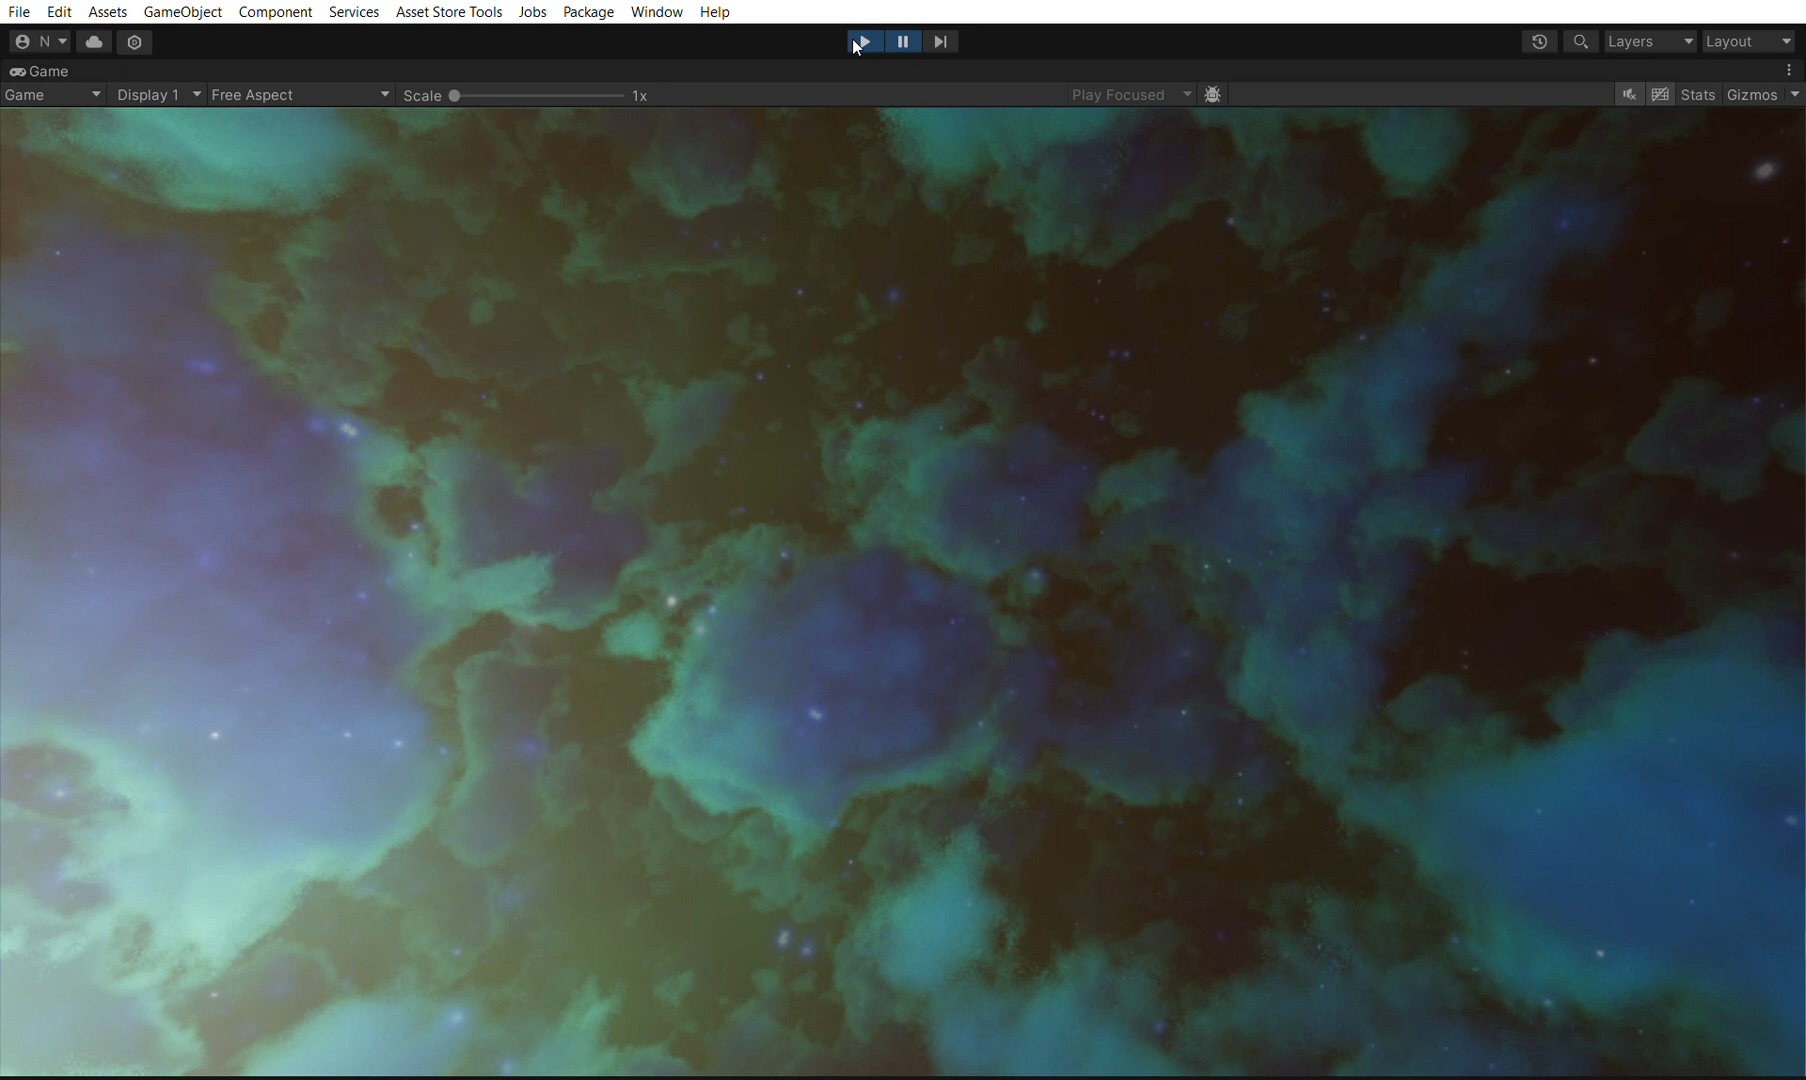 File Edit Assets GameObject Component Services Asset Store Tools Jobs Package Window Help
N Layers Layout
Game
Game Display 1 Free Aspect Scale 1x Play Focused Stats Gizmos